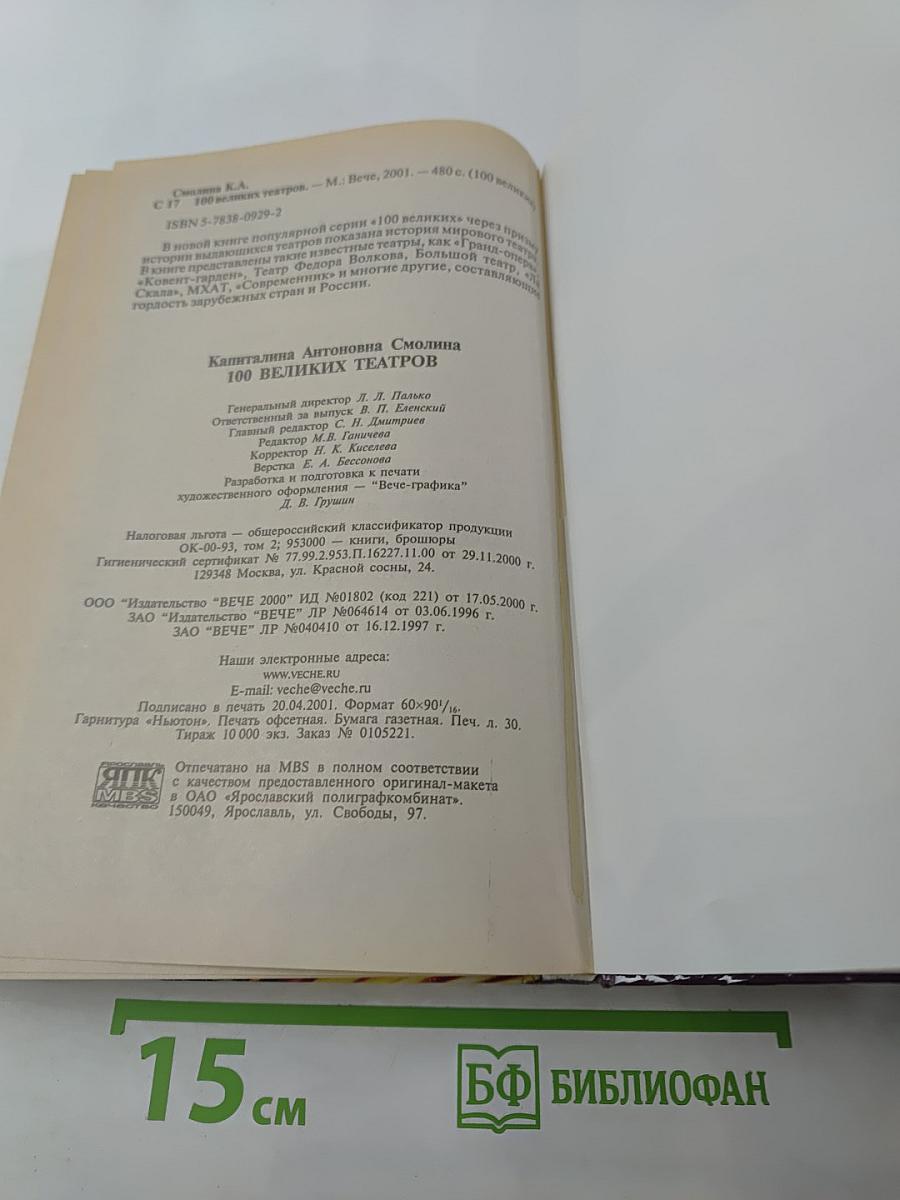 Смолина К.А.
С 17 100 великих театров. — М.: Вече, 2001. — 480 с. (100 великих)
ISBN 5-7838-0929-2
В новой книге популярной серии «100 великих» через призму
истории выдающихся театров показана история мирового театра.
В книге представлены такие известные театры, как «Гранд-опера»,
«Ковент-гарден», Театр Федора Волкова, Большой театр, «Ла
Скала», МХАТ, «Современник» и многие другие, составляющие
гордость зарубежных стран и России.
Капиталина Антоновна Смолина
100 ВЕЛИКИХ ТЕАТРОВ
Генеральный директор Л. Л. Палько
Ответственный за выпуск В. П. Еленский
Главный редактор С. Н. Дмитриев
Редактор М.В. Ганичева
Корректор Н. К. Киселева
Верстка Е. А. Бессонова
Разработка и подготовка к печати
художественного оформления — "Вече-графика"
Д. В. Грушин
Налоговая льгота — общероссийский классификатор продукции
ОК-00-93, том 2; 953000 — книги, брошюры
Гигиенический сертификат № 77.99.2.953.П.16227.11.00 от 29.11.2000 г.
129348 Москва, ул. Красной сосны, 24.
ООО "Издательство "ВЕЧЕ 2000" ИД №01802 (код 221) от 17.05.2000 г.
ЗАО "Издательство "ВЕЧЕ" ЛР №064614 от 03.06.1996 г.
ЗАО "ВЕЧЕ" ЛР №040410 от 16.12.1997 г.
Наши электронные адреса:
WWW.VECHE.RU
E-mail: veche@veche.ru
Подписано в печать 20.04.2001. Формат 60×90¹/₁₆.
Гарнитура «Ньютон». Печать офсетная. Бумага газетная. Печ. л. 30.
Тираж 10 000 экз. Заказ № 0105221.
ЯРОСЛАВЛЬ
ЯПК
MBS
КАЧЕСТВО
Отпечатано на MBS в полном соответствии
с качеством предоставленного оригинал-макета
в ОАО «Ярославский полиграфкомбинат».
150049, Ярославль, ул. Свободы, 97.
15 см
БФ БИБЛИОФАН